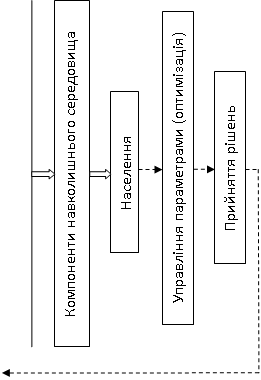 Компоненти навколишнього середовища
Населення
Управління параметрами (оптимізація)
Прийняття рішень